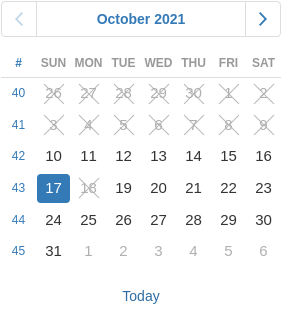 October 2021
# SUN MON TUE WED THU FRI SAT
40 26 27 28 29 30 1 2
41 3 4 5 6 7 8 9
42 10 11 12 13 14 15 16
43 17 18 19 20 21 22 23
44 24 25 26 27 28 29 30
45 31 1 2 3 4 5 6
Today